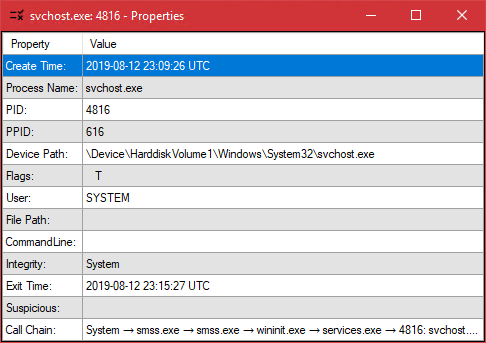 svchost.exe: 4816 - Properties
Property Value
Create Time: 2019-08-12 23:09:26 UTC
Process Name: svchost.exe
PID: 4816
PPID: 616
Device Path: \Device\HarddiskVolume1\Windows\System32\svchost.exe
Flags: T
User: SYSTEM
File Path:
CommandLine:
Integrity: System
Exit Time: 2019-08-12 23:15:27 UTC
Suspicious:
Call Chain: System → smss.exe → smss.exe → wininit.exe → services.exe → 4816: svchost....